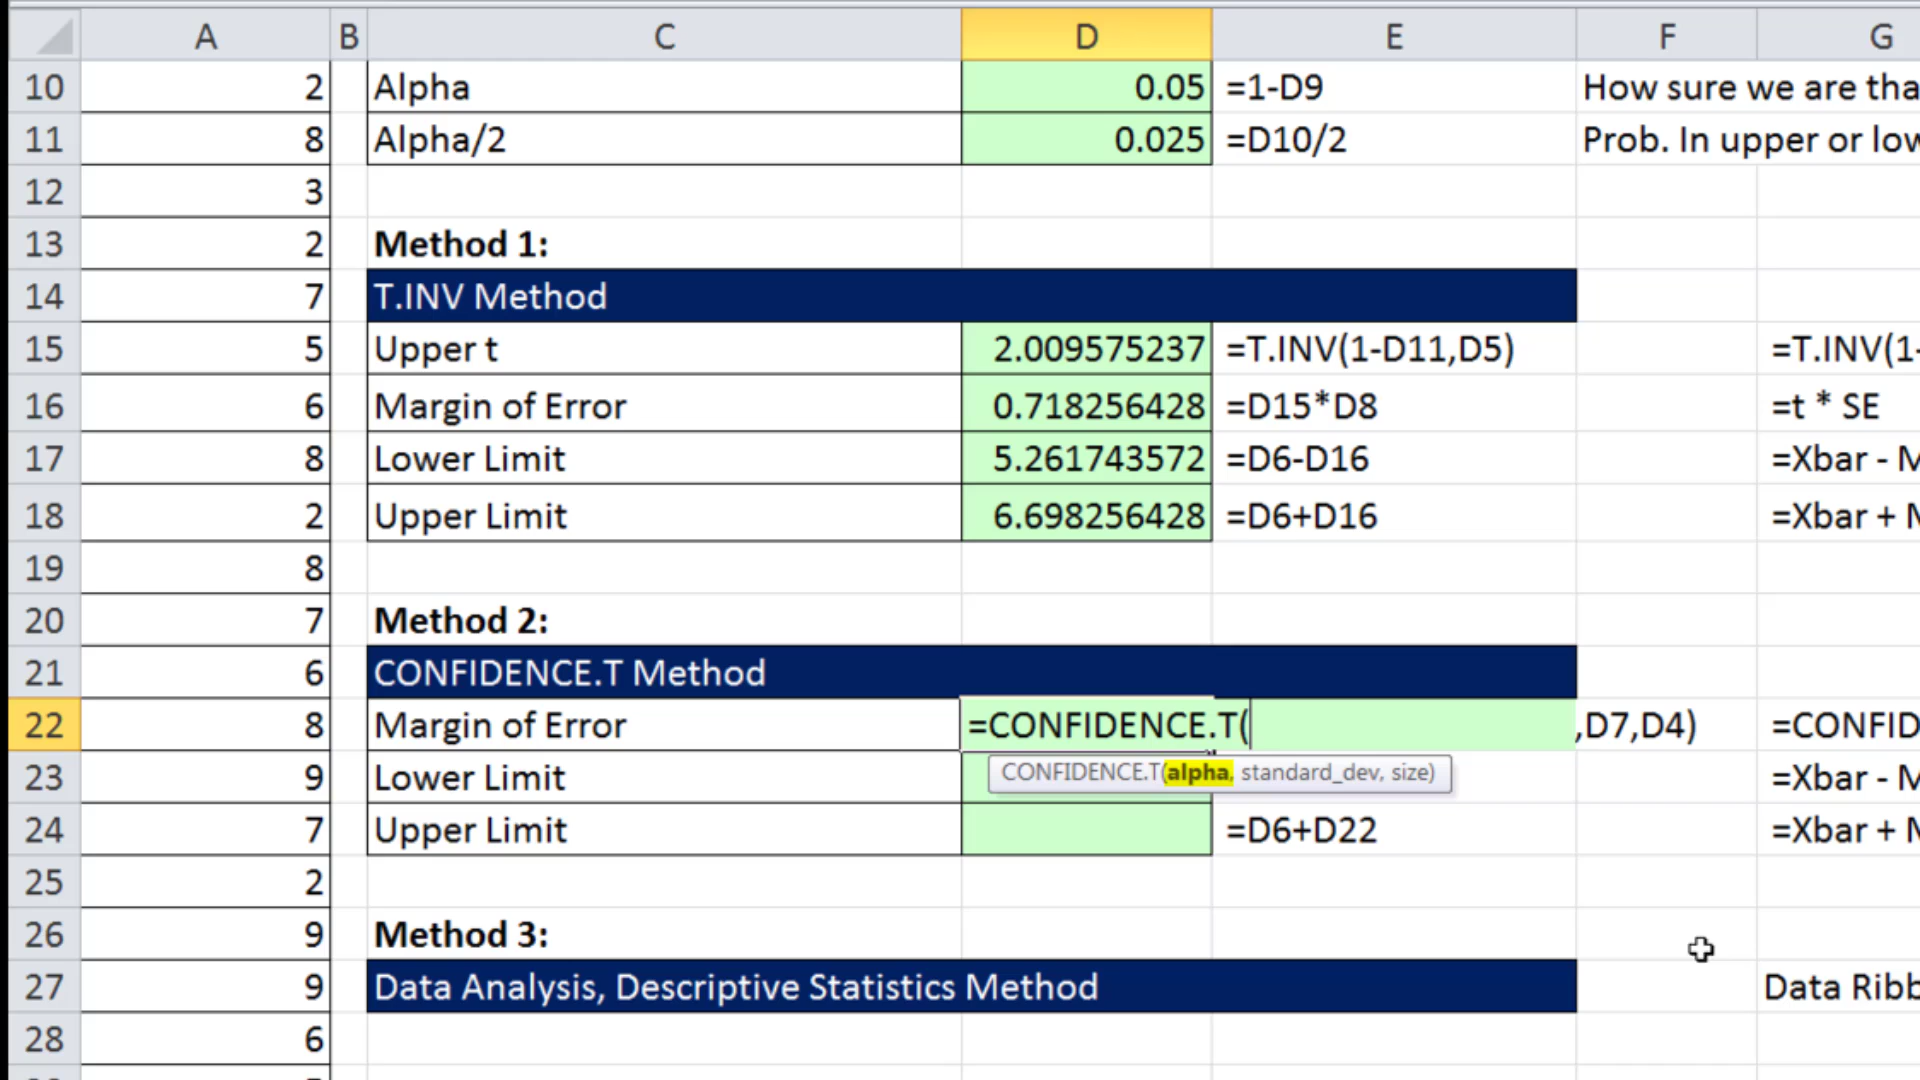 A B C D E F G
10 2 Alpha 0.05 =1-D9 How sure we are tha
11 8 Alpha/2 0.025 =D10/2 Prob. In upper or low
12 3
13 2 Method 1:
14 7 T.INV Method
15 5 Upper t 2.009575237 =T.INV(1-D11,D5) =T.INV(1-
16 6 Margin of Error 0.718256428 =D15*D8 =t * SE
17 8 Lower Limit 5.261743572 =D6-D16 =Xbar - M
18 2 Upper Limit 6.698256428 =D6+D16 =Xbar + M
19 8
20 7 Method 2:
21 6 CONFIDENCE.T Method
22 8 Margin of Error =CONFIDENCE.T( ,D7,D4) =CONFID
CONFIDENCE.T(alpha, standard_dev, size)
23 9 Lower Limit =Xbar - M
24 7 Upper Limit =D6+D22 =Xbar + M
25 2
26 9 Method 3:
27 9 Data Analysis, Descriptive Statistics Method Data Ribb
28 6